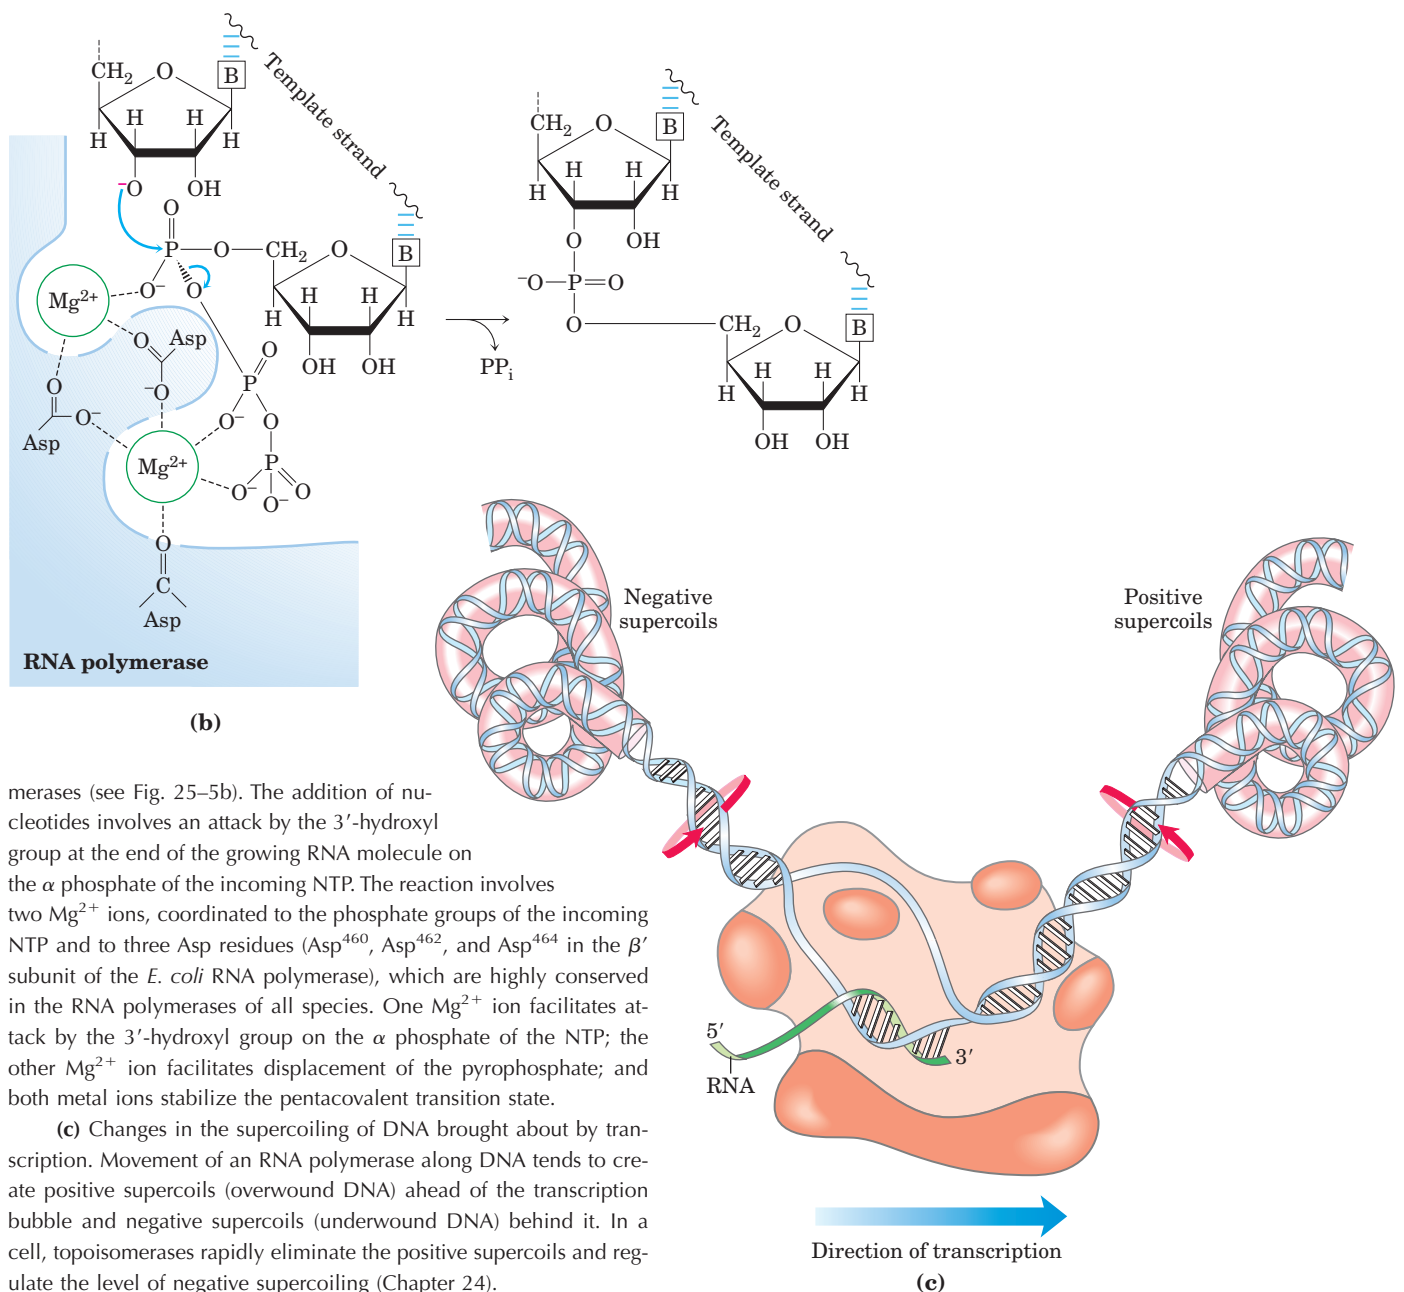 CH2
O
B
Template strand
H
H
H
H
−O
OH
O
P
O
CH2
O
B
O−
O
Mg2+
H
H
H
H
OH
OH
O
Asp
−O
O
O−
Asp
P
O
O−
O
Mg2+
P
O−
O
O−
O
C
Asp
RNA polymerase
(b)
PPi
CH2
O
B
Template strand
H
H
H
H
O
OH
−O
P
O
O
CH2
O
B
H
H
H
H
OH
OH
Negative
supercoils
Positive
supercoils
5′
RNA
3′
Direction of transcription
(c)
merases (see Fig. 25–5b). The addition of nu-
cleotides involves an attack by the 3′-hydroxyl
group at the end of the growing RNA molecule on
the α phosphate of the incoming NTP. The reaction involves
two Mg2+ ions, coordinated to the phosphate groups of the incoming
NTP and to three Asp residues (Asp460, Asp462, and Asp464 in the β′
subunit of the E. coli RNA polymerase), which are highly conserved
in the RNA polymerases of all species. One Mg2+ ion facilitates at-
tack by the 3′-hydroxyl group on the α phosphate of the NTP; the
other Mg2+ ion facilitates displacement of the pyrophosphate; and
both metal ions stabilize the pentacovalent transition state.
(c) Changes in the supercoiling of DNA brought about by tran-
scription. Movement of an RNA polymerase along DNA tends to cre-
ate positive supercoils (overwound DNA) ahead of the transcription
bubble and negative supercoils (underwound DNA) behind it. In a
cell, topoisomerases rapidly eliminate the positive supercoils and reg-
ulate the level of negative supercoiling (Chapter 24).